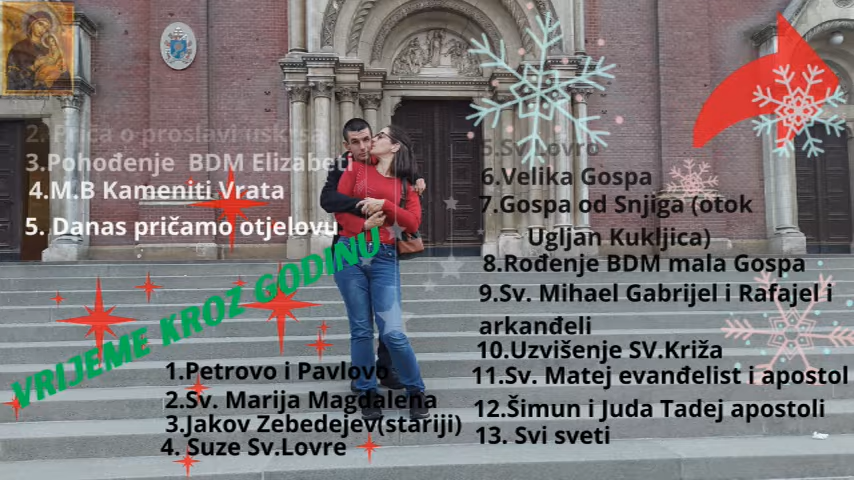 2. Priča o proslavi uskrsa
3.Pohođenje BDM Elizabeti
4.M.B Kameniti Vrata
5. Danas pričamo otjelovu
VRIJEME KROZ GODINU
1.Petrovo i Pavlovo
2.Sv. Marija Magdalena
3.Jakov Zebedejev(stariji)
4. Suze Sv.Lovre
5.Sv.Lovro
6.Velika Gospa
7.Gospa od Snjiga (otok
Ugljan Kukljica)
8.Rođenje BDM mala Gospa
9.Sv. Mihael Gabrijel i Rafajel i
arkanđeli
10.Uzvišenje SV.Križa
11.Sv. Matej evanđelist i apostol
12.Šimun i Juda Tadej apostoli
13. Svi sveti